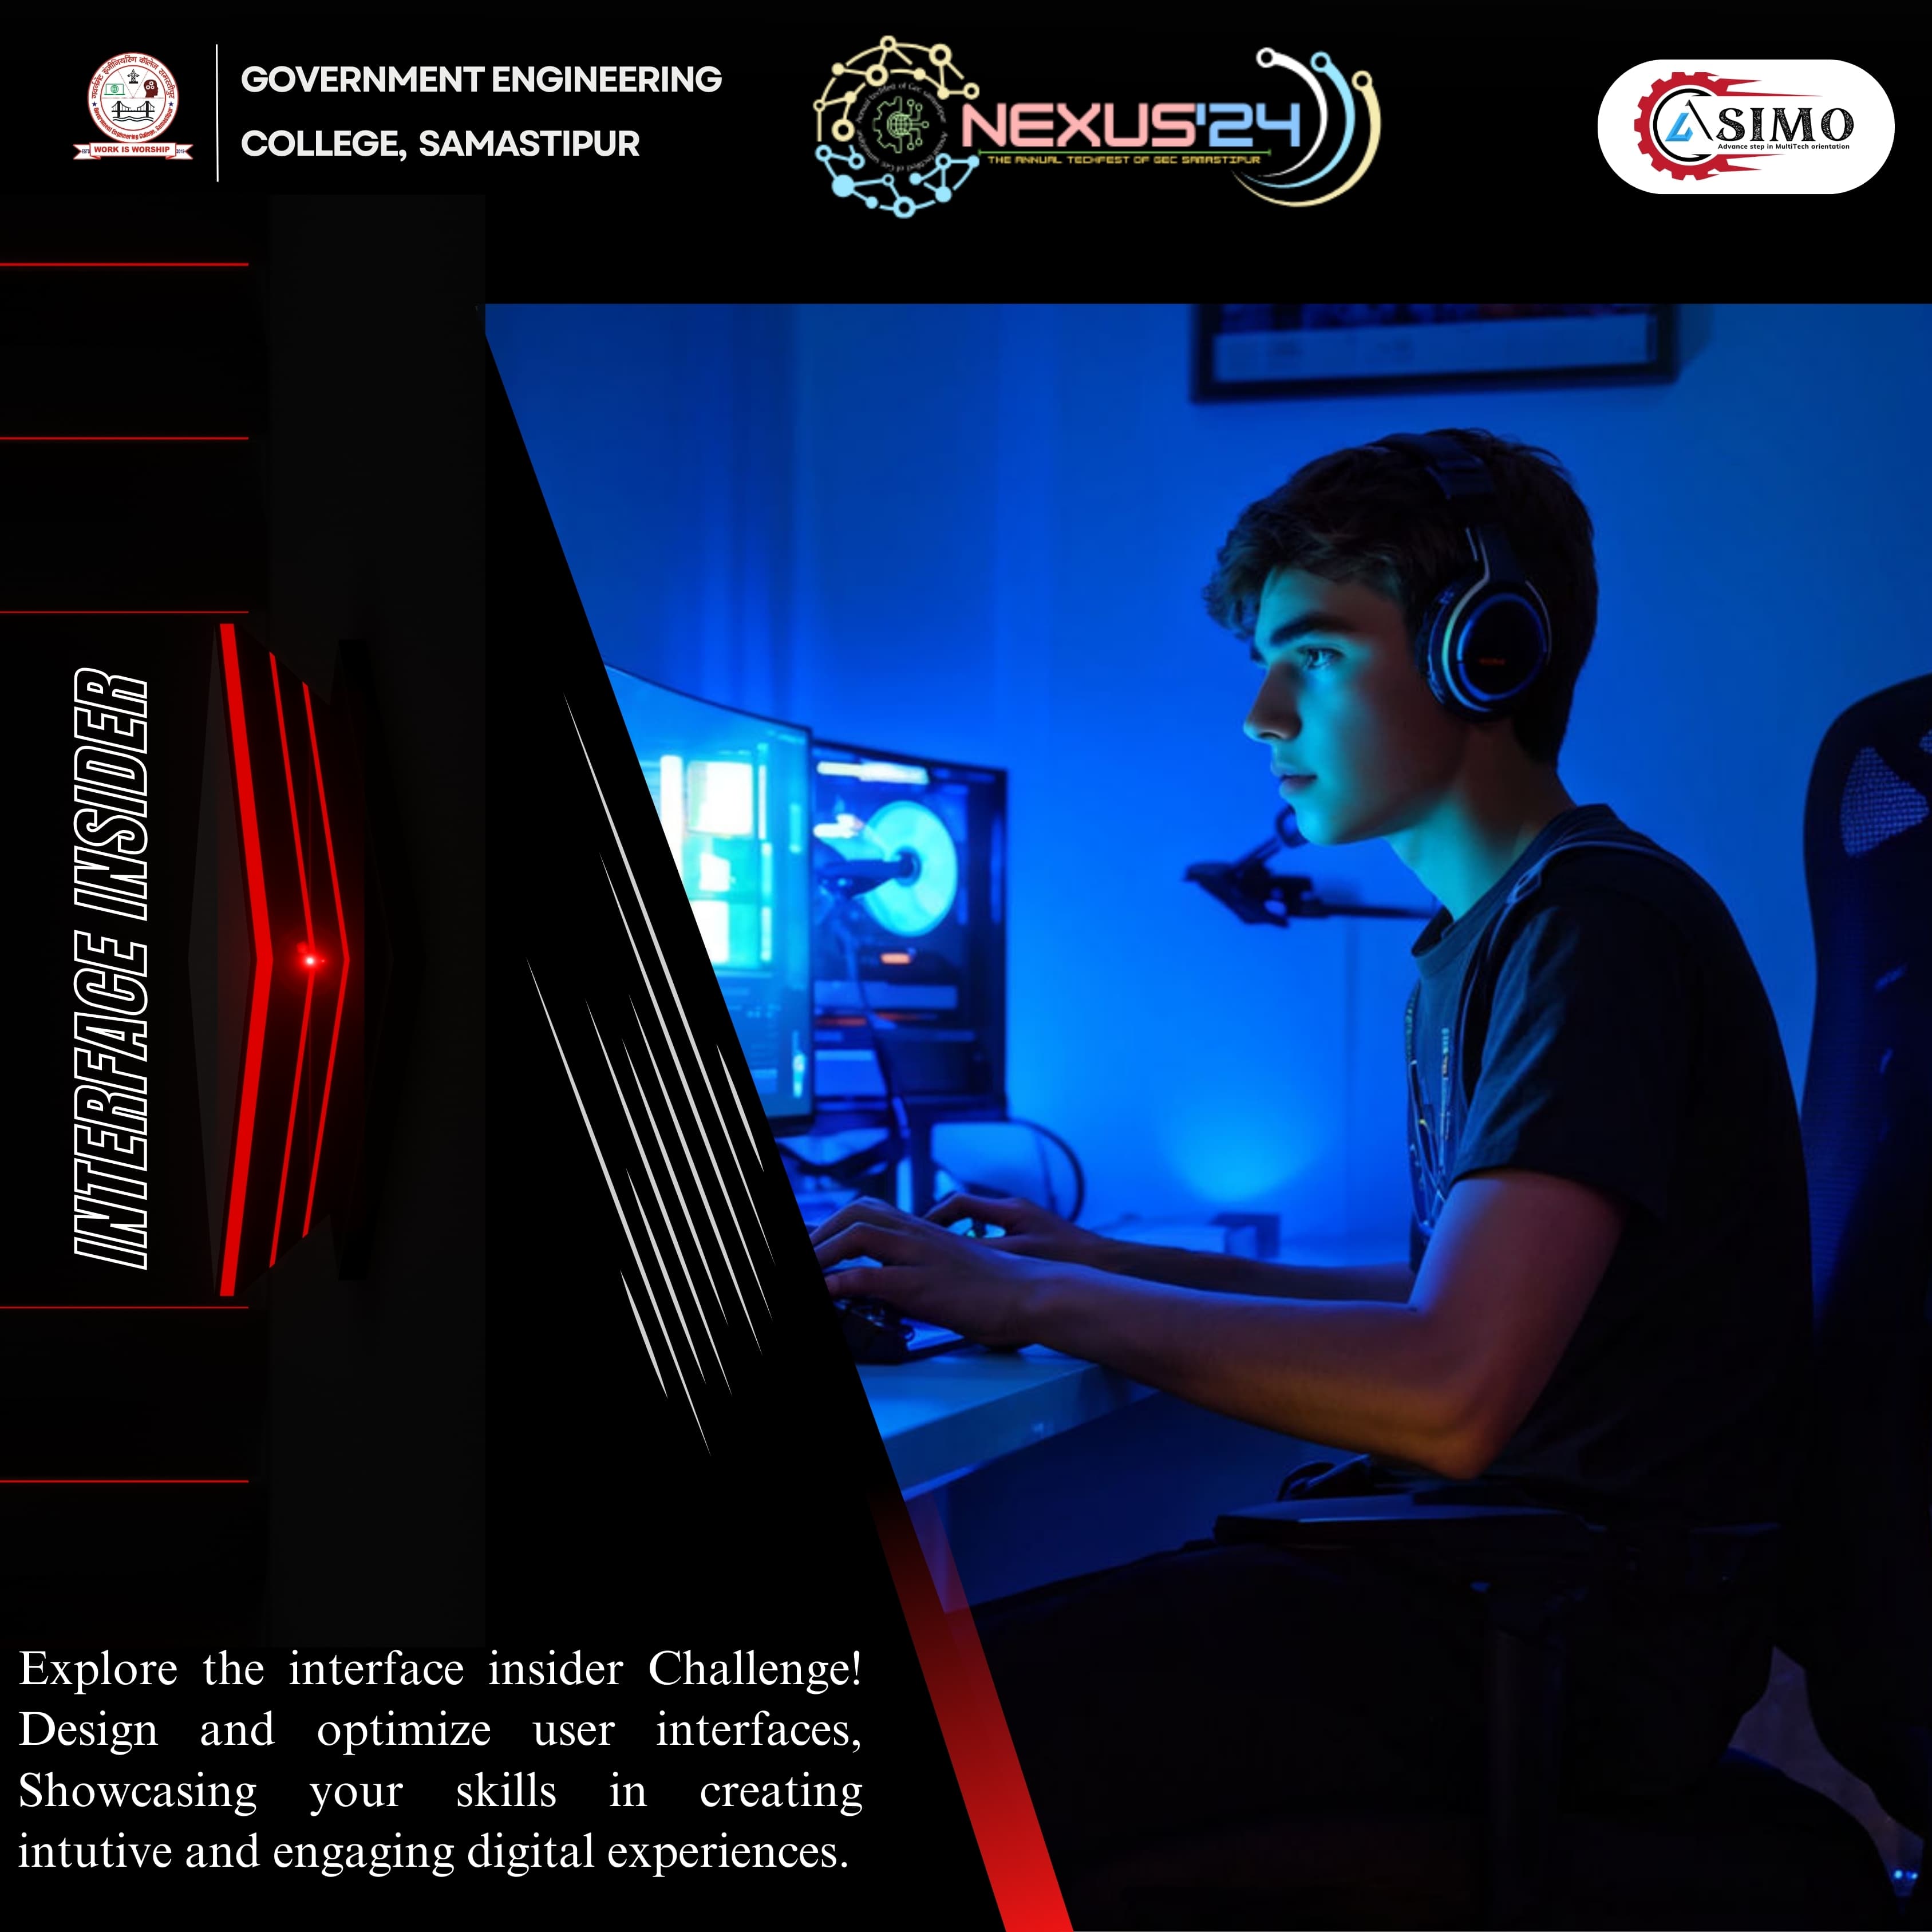 GOVERNMENT ENGINEERING
COLLEGE, SAMASTIPUR
WORK IS WORSHIP
NEXUS'24
THE ANNUAL TECHFEST OF GEC SAMASTIPUR
ASIMO
Advance step in MultiTech orientation
INTERFACE INSIDER
Explore the interface insider Challenge!
Design and optimize user interfaces,
Showcasing your skills in creating
intutive and engaging digital experiences.